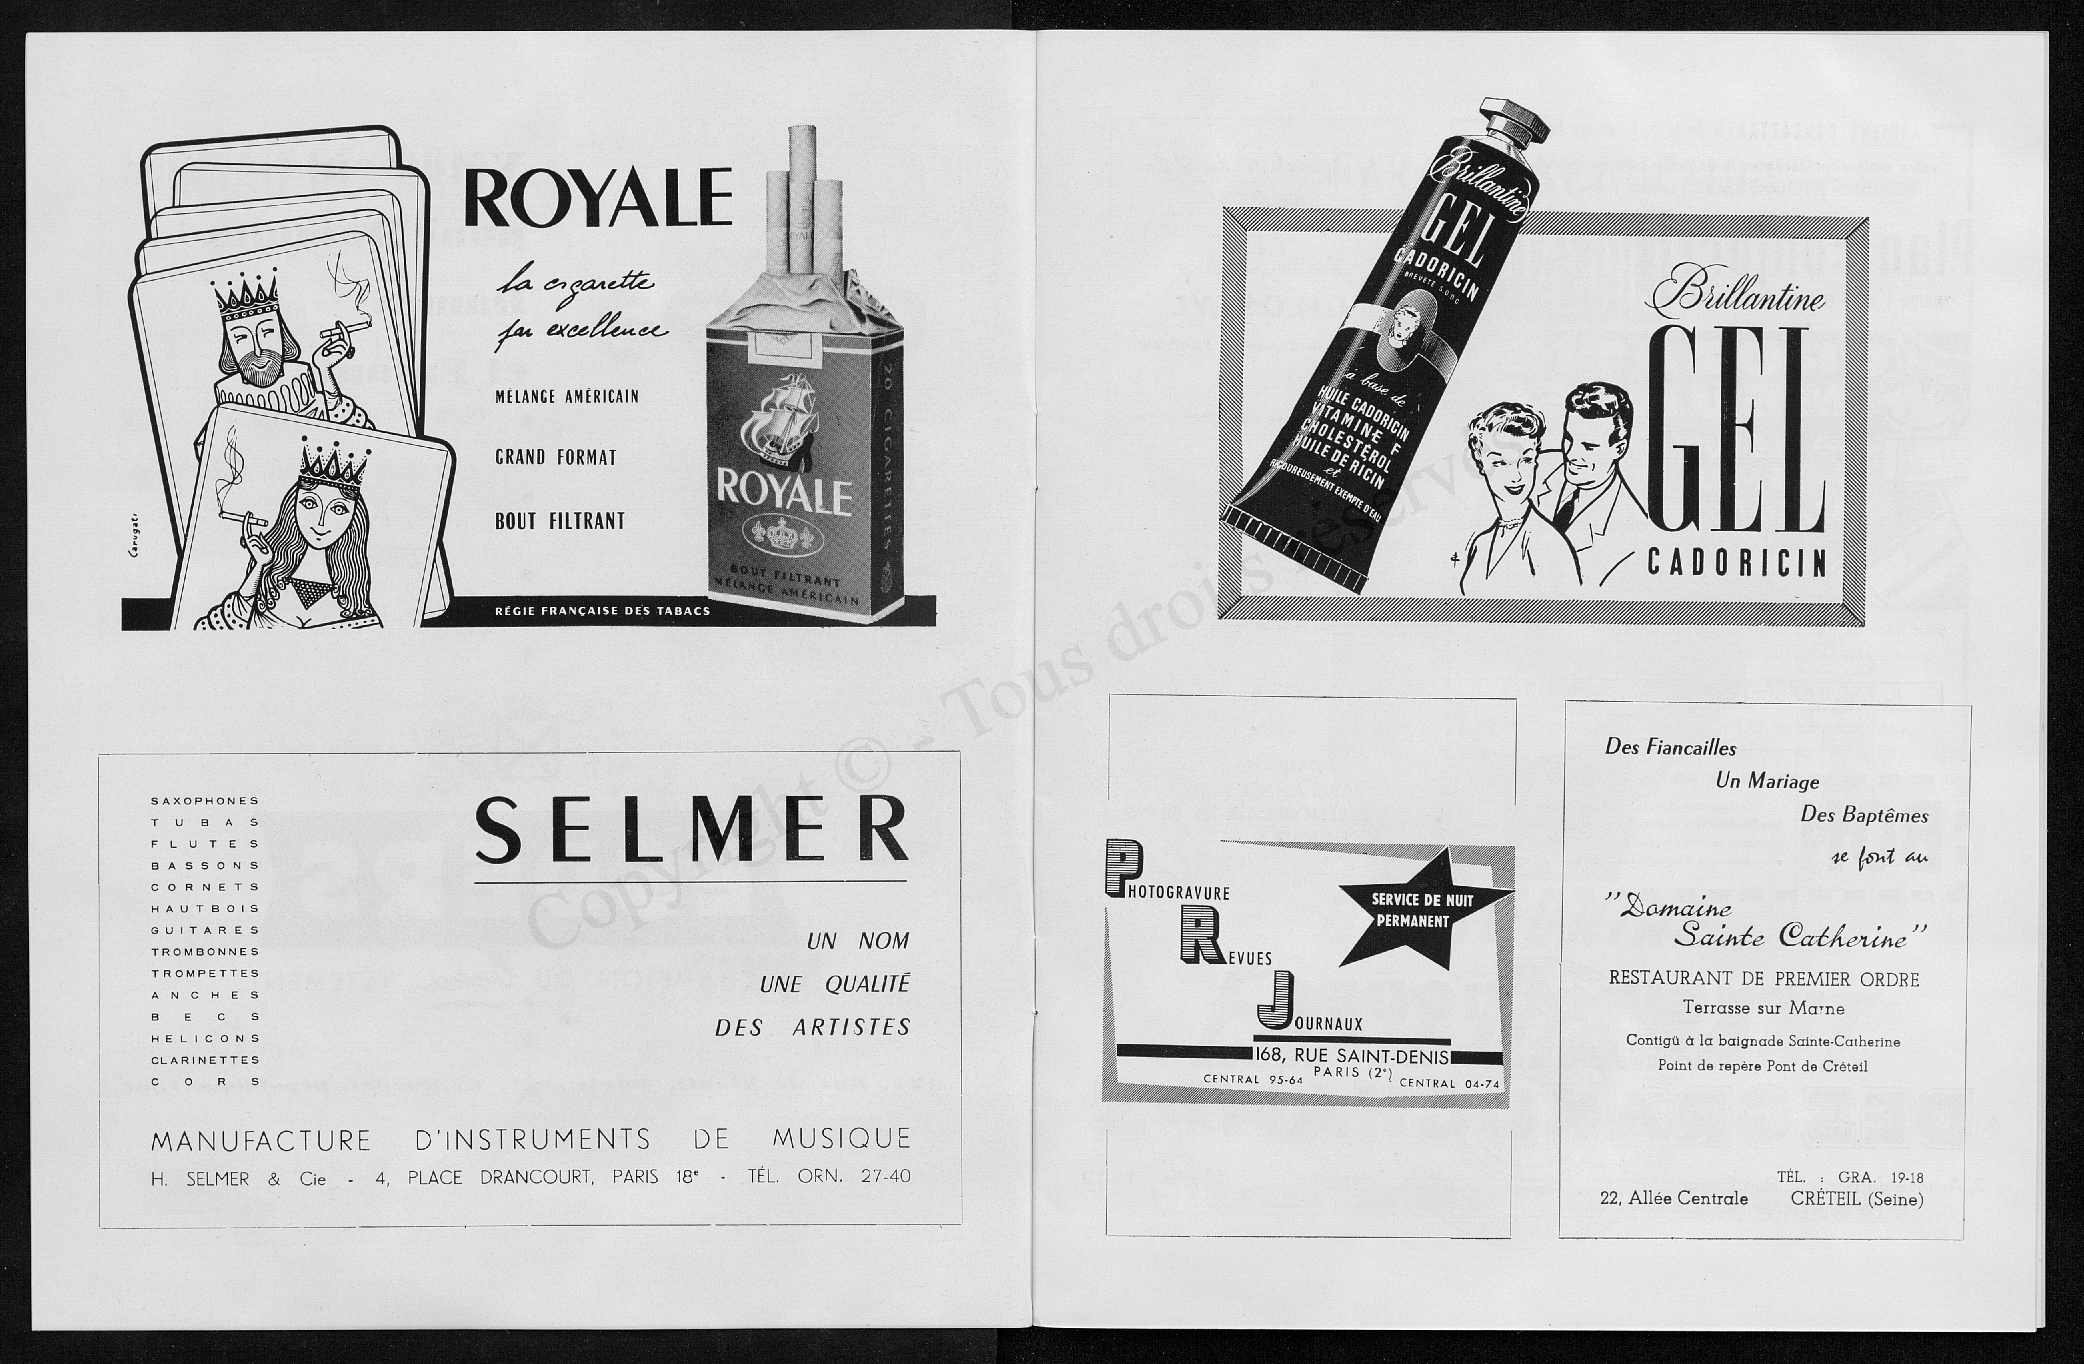 ROYALE
la cigarette
par excellence
MÉLANGE AMÉRICAIN
GRAND FORMAT
BOUT FILTRANT
RÉGIE FRANÇAISE DES TABACS
Carugati
ROYALE
20 CIGARETTES
ROYALE
BOUT FILTRANT
MÉLANGE AMÉRICAIN
SELMER
UN NOM
UNE QUALITÉ
DES ARTISTES
SAXOPHONES
TUBAS
FLUTES
BASSONS
CORNETS
HAUTBOIS
GUITARES
TROMBONNES
TROMPETTES
ANCHES
BECS
HELICONS
CLARINETTES
CORS
MANUFACTURE D'INSTRUMENTS DE MUSIQUE
H. SELMER & Cie - 4, PLACE DRANCOURT, PARIS 18e - TÉL. ORN. 27-40
Brillantine
GEL
CADORICIN
BREVETÉ S.G.D.G
à base de
HUILE CADORICIN
VITAMINE F
CHOLESTÉROL
HUILE DE RICIN
et
RIGOUREUSEMENT EXEMPTE D'EAU
Brillantine
GEL
CADORICIN
PHOTOGRAVURE
REVUES
JOURNAUX
SERVICE DE NUIT
PERMANENT
168, RUE SAINT-DENIS
PARIS (2e)
CENTRAL 95-64
CENTRAL 04-74
Des Fiancailles
Un Mariage
Des Baptêmes
se font au
"Domaine
Sainte Catherine"
RESTAURANT DE PREMIER ORDRE
Terrasse sur Marne
Contigü à la baignade Sainte-Catherine
Point de repère Pont de Créteil
TÉL. : GRA. 19-18
22, Allée Centrale CRÉTEIL (Seine)
Copyright © - Tous droits réservés